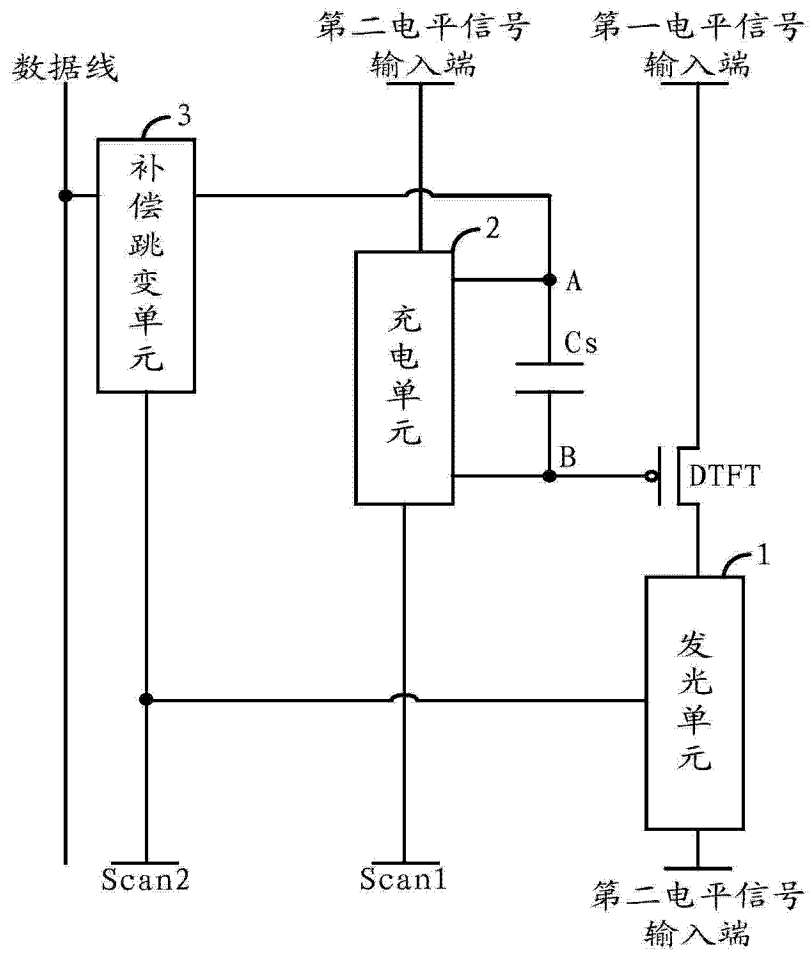 第二电平信号
输入端
第一电平信号
输入端
数据线
3
补偿跳变单元
2
充电单元
A
Cs
B
DTFT
1
发光单元
Scan2
Scan1
第二电平信号
输入端